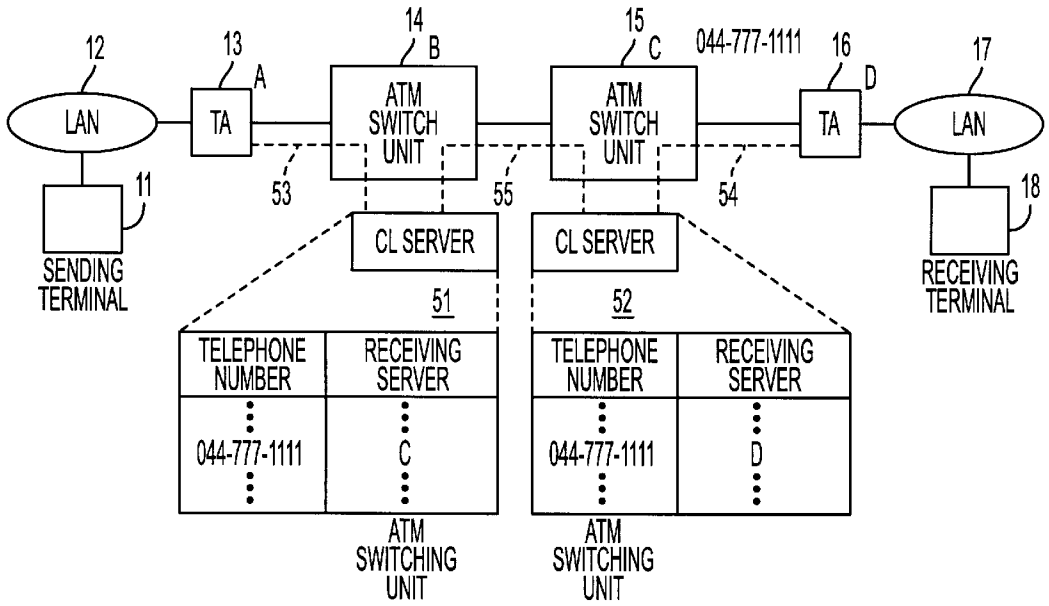 12
13
A
14
B
15
C
044-777-1111
16
D
17
LAN
TA
ATM
SWITCH
UNIT
ATM
SWITCH
UNIT
TA
LAN
53
55
54
11
18
SENDING
TERMINAL
CL SERVER
CL SERVER
RECEIVING
TERMINAL
51
52
TELEPHONE
NUMBER
RECEIVING
SERVER
044-777-1111
C
TELEPHONE
NUMBER
RECEIVING
SERVER
044-777-1111
D
ATM
SWITCHING
UNIT
ATM
SWITCHING
UNIT